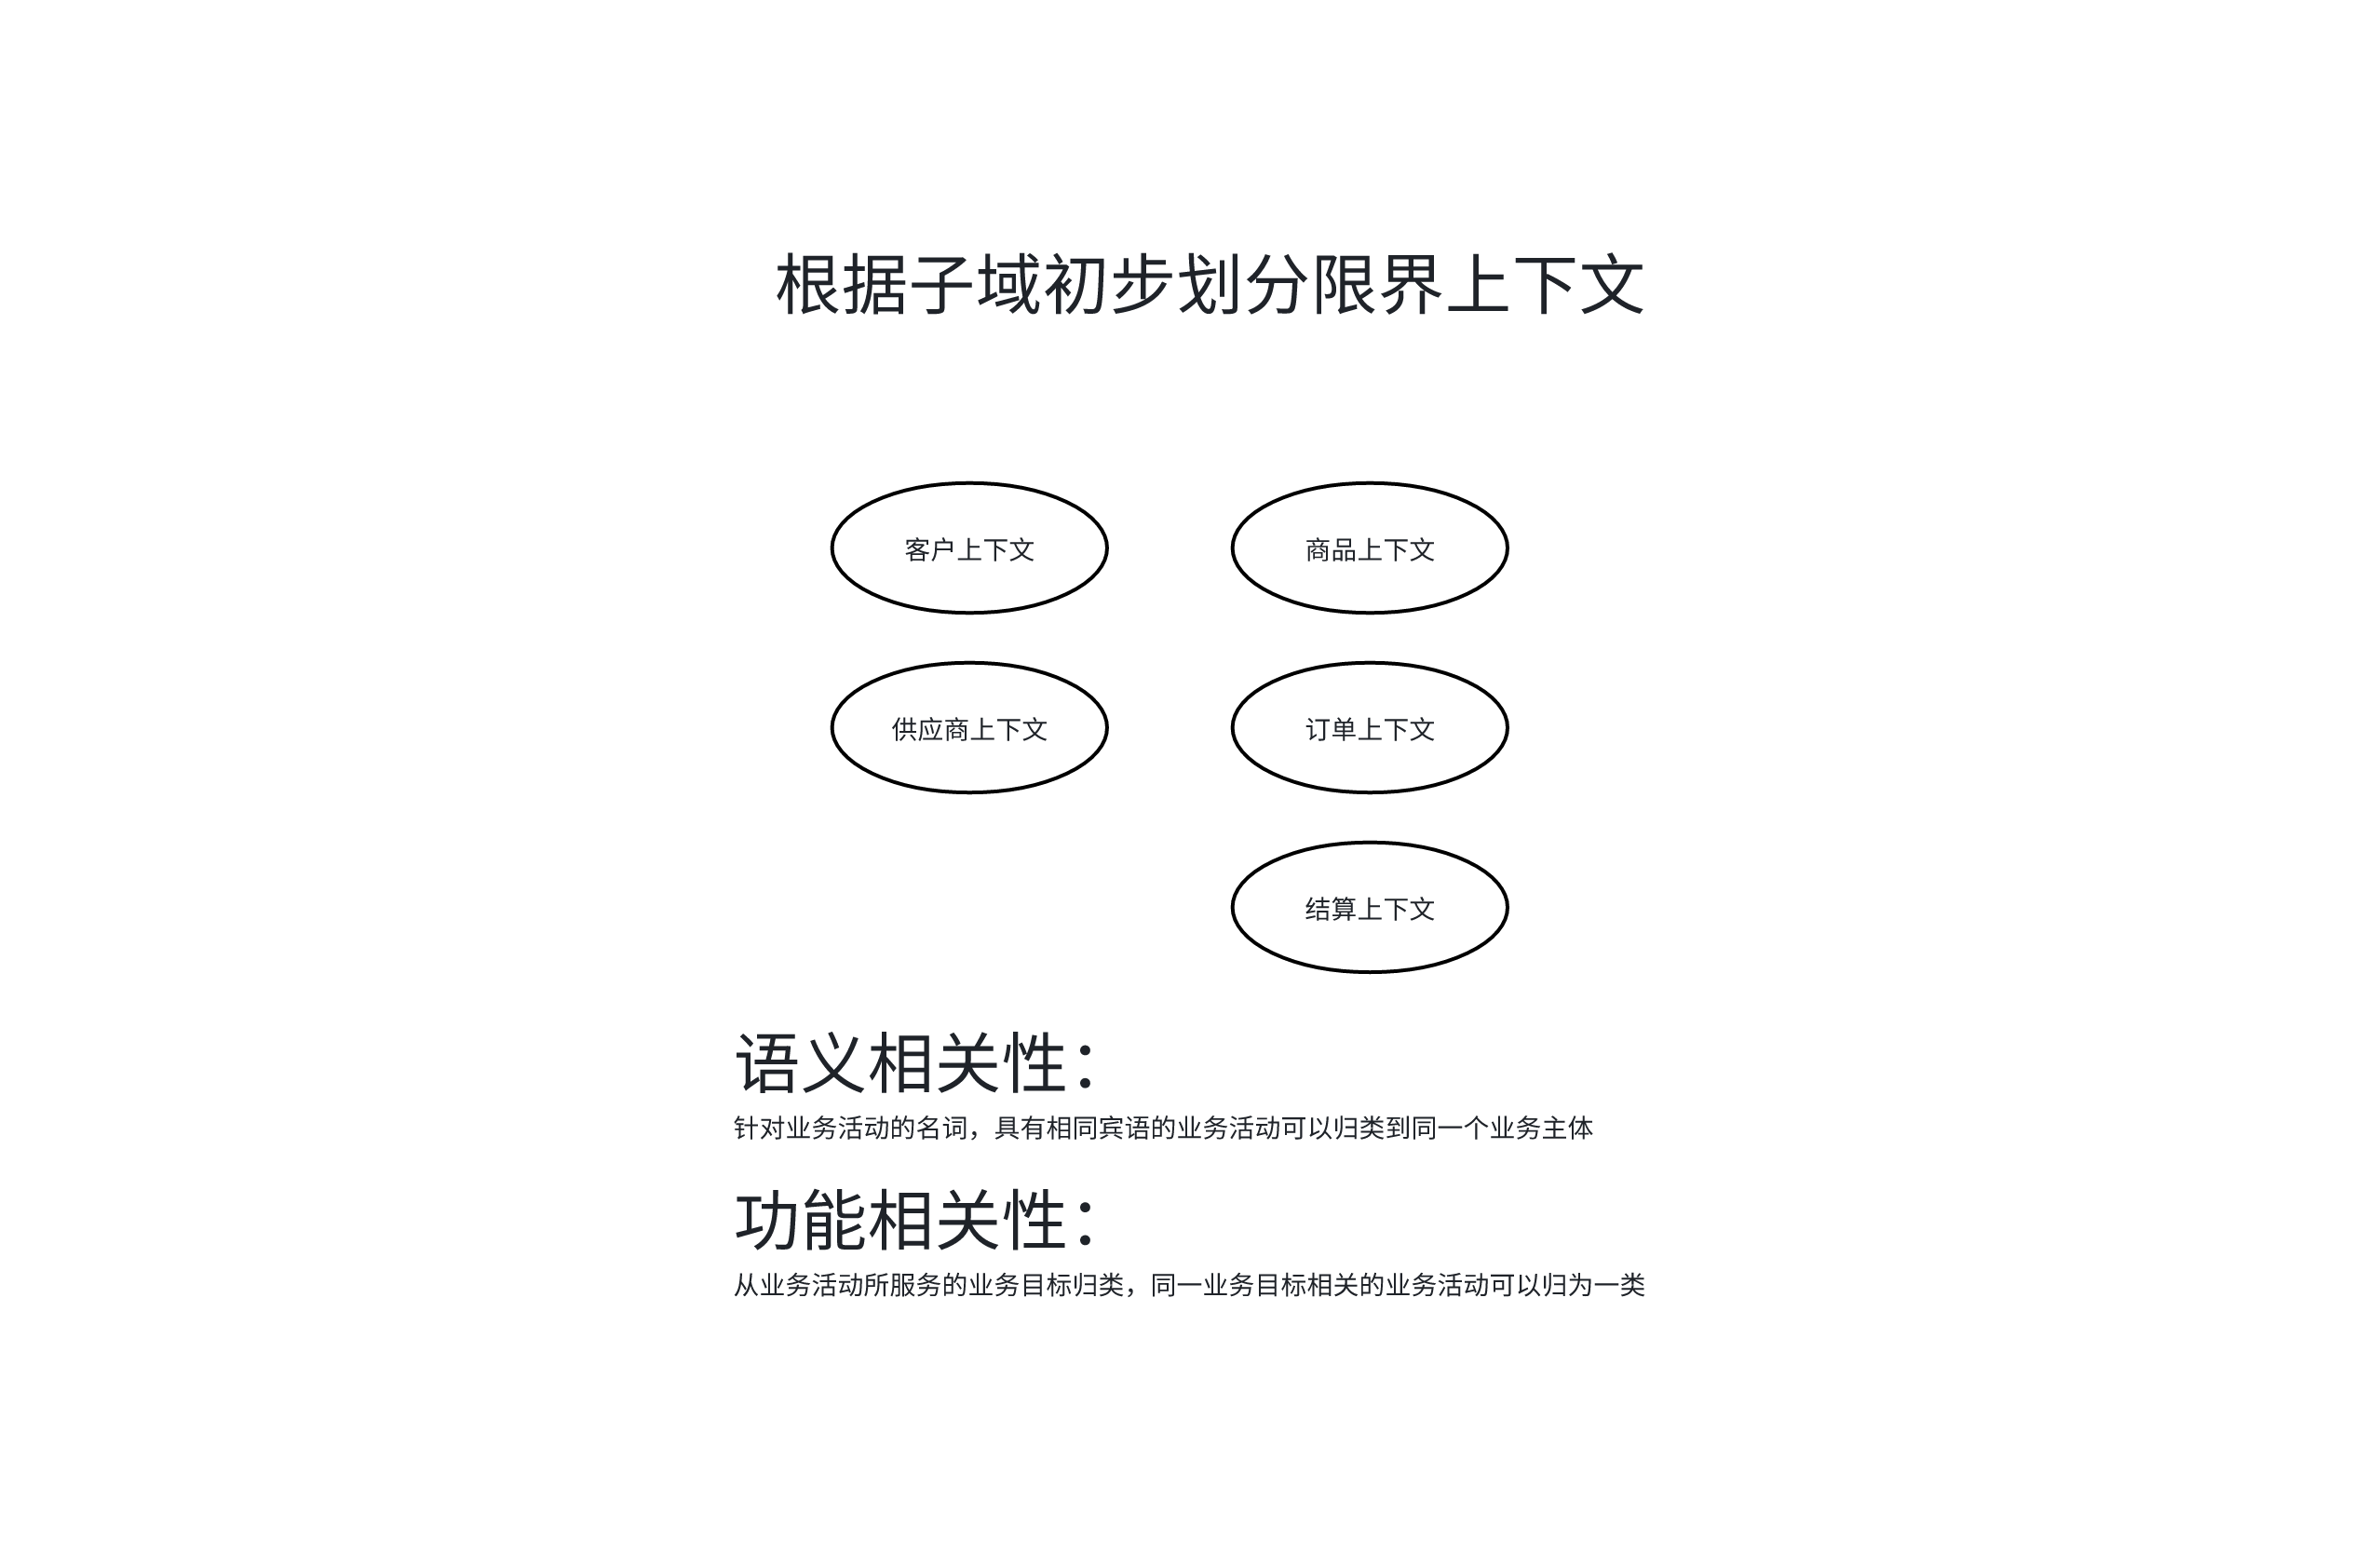 根据子域初步划分限界上下文
客户上下文
商品上下文
供应商上下文
订单上下文
结算上下文
语义相关性：
针对业务活动的名词，具有相同宾语的业务活动可以归类到同一个业务主体
功能相关性：
从业务活动所服务的业务目标归类，同一业务目标相关的业务活动可以归为一类